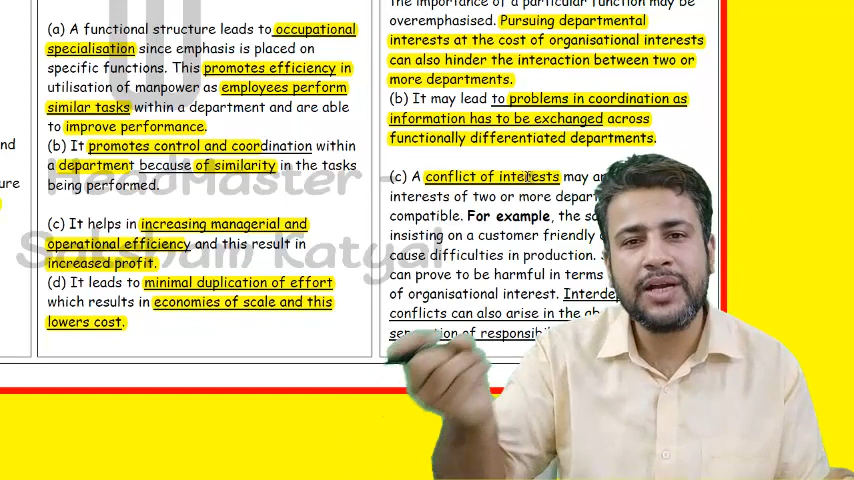 nd
ure
(a) A functional structure leads to occupational
specialisation since emphasis is placed on
specific functions. This promotes efficiency in
utilisation of manpower as employees perform
similar tasks within a department and are able
to improve performance.
(b) It promotes control and coordination within
a department because of similarity in the tasks
being performed.
(c) It helps in increasing managerial and
operational efficiency and this result in
increased profit.
(d) It leads to minimal duplication of effort
which results in economies of scale and this
lowers cost.
the importance of a particular function may be
overemphasised. Pursuing departmental
interests at the cost of organisational interests
can also hinder the interaction between two or
more departments.
(b) It may lead to problems in coordination as
information has to be exchanged across
functionally differentiated departments.
(c) A conflict of interests may
interests of two or more
compatible. For example, the
insisting on a customer friendly
cause difficulties in production.
can prove to be harmful in terms
of organisational interest.
conflicts can also arise in the
of
HeadMaster -
Katyal